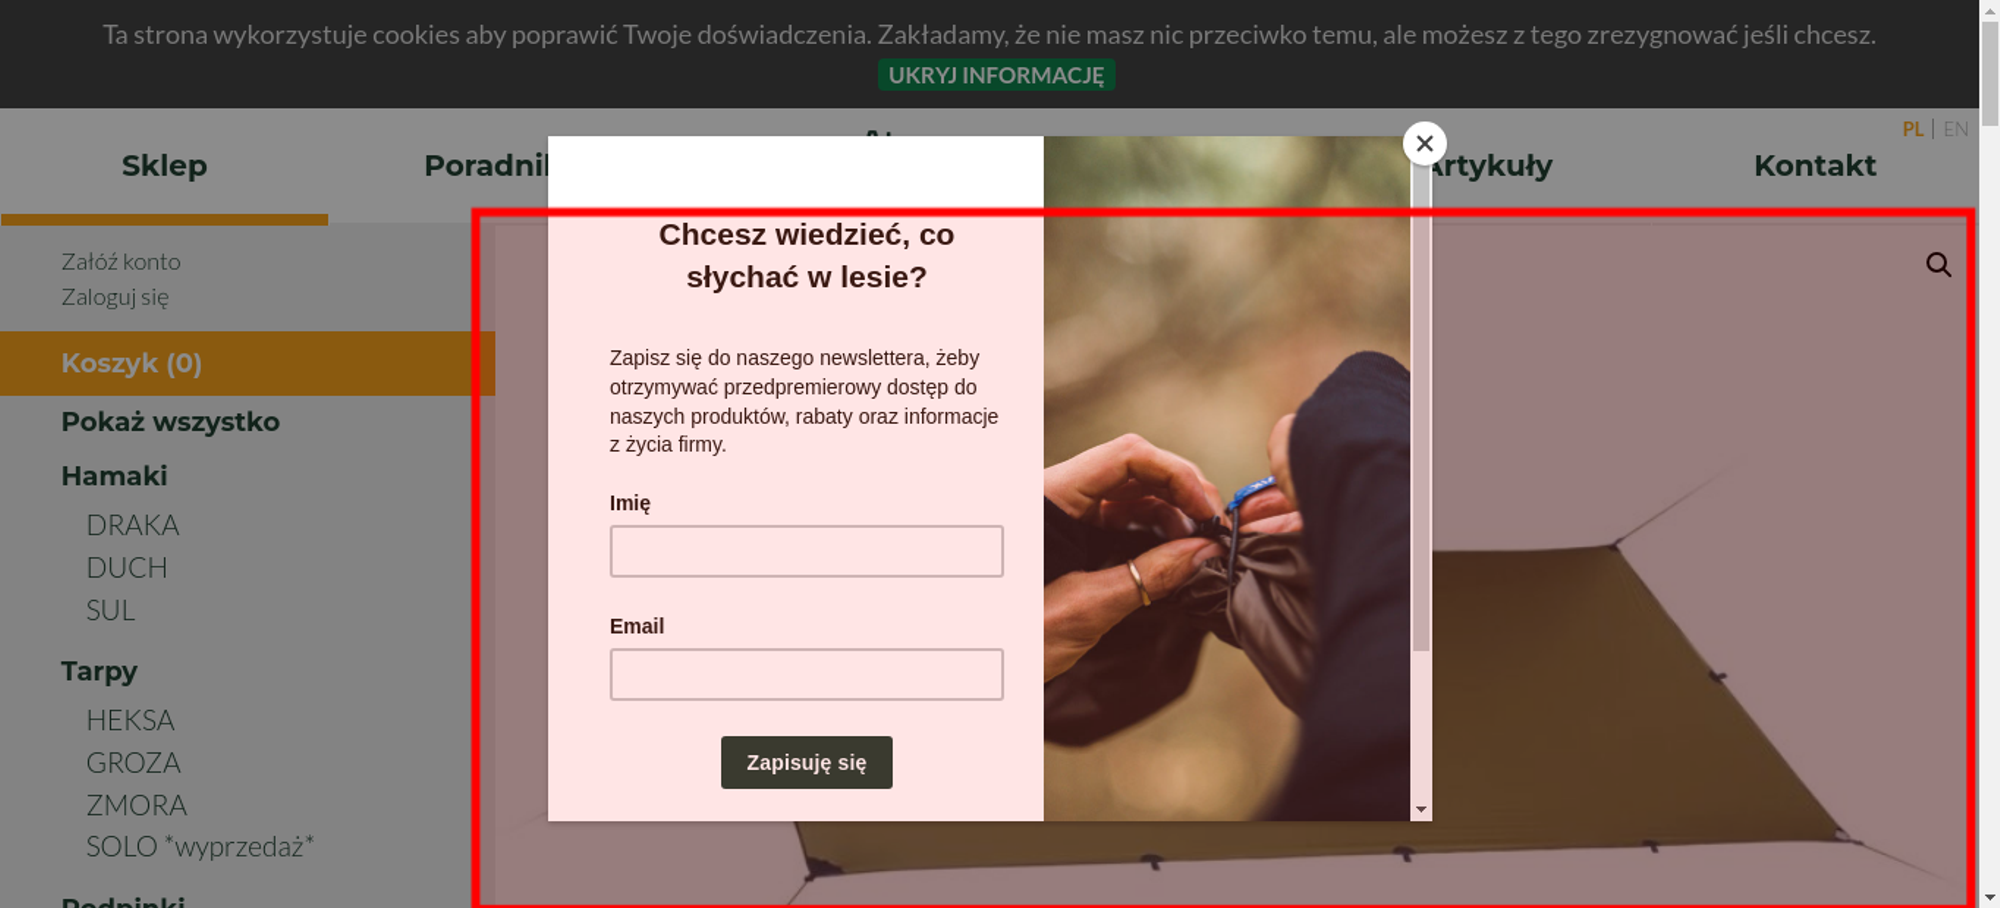 Ta strona wykorzystuje cookies aby poprawić Twoje doświadczenia. Zakładamy, że nie masz nic przeciwko temu, ale możesz z tego zrezygnować jeśli chcesz.
UKRYJ INFORMACJĘ
PL | EN
Sklep
Artykuły
Kontakt
Załóż konto
Zaloguj się
Koszyk (0)
Pokaż wszystko
Hamaki
DRAKA
DUCH
SUL
Tarpy
HEKSA
GROZA
ZMORA
SOLO *wyprzedaż*
Chcesz wiedzieć, co
słychać w lesie?
Zapisz się do naszego newslettera, żeby
otrzymywać przedpremierowy dostęp do
naszych produktów, rabaty oraz informacje
z życia firmy.
Imię
Email
Zapisuję się